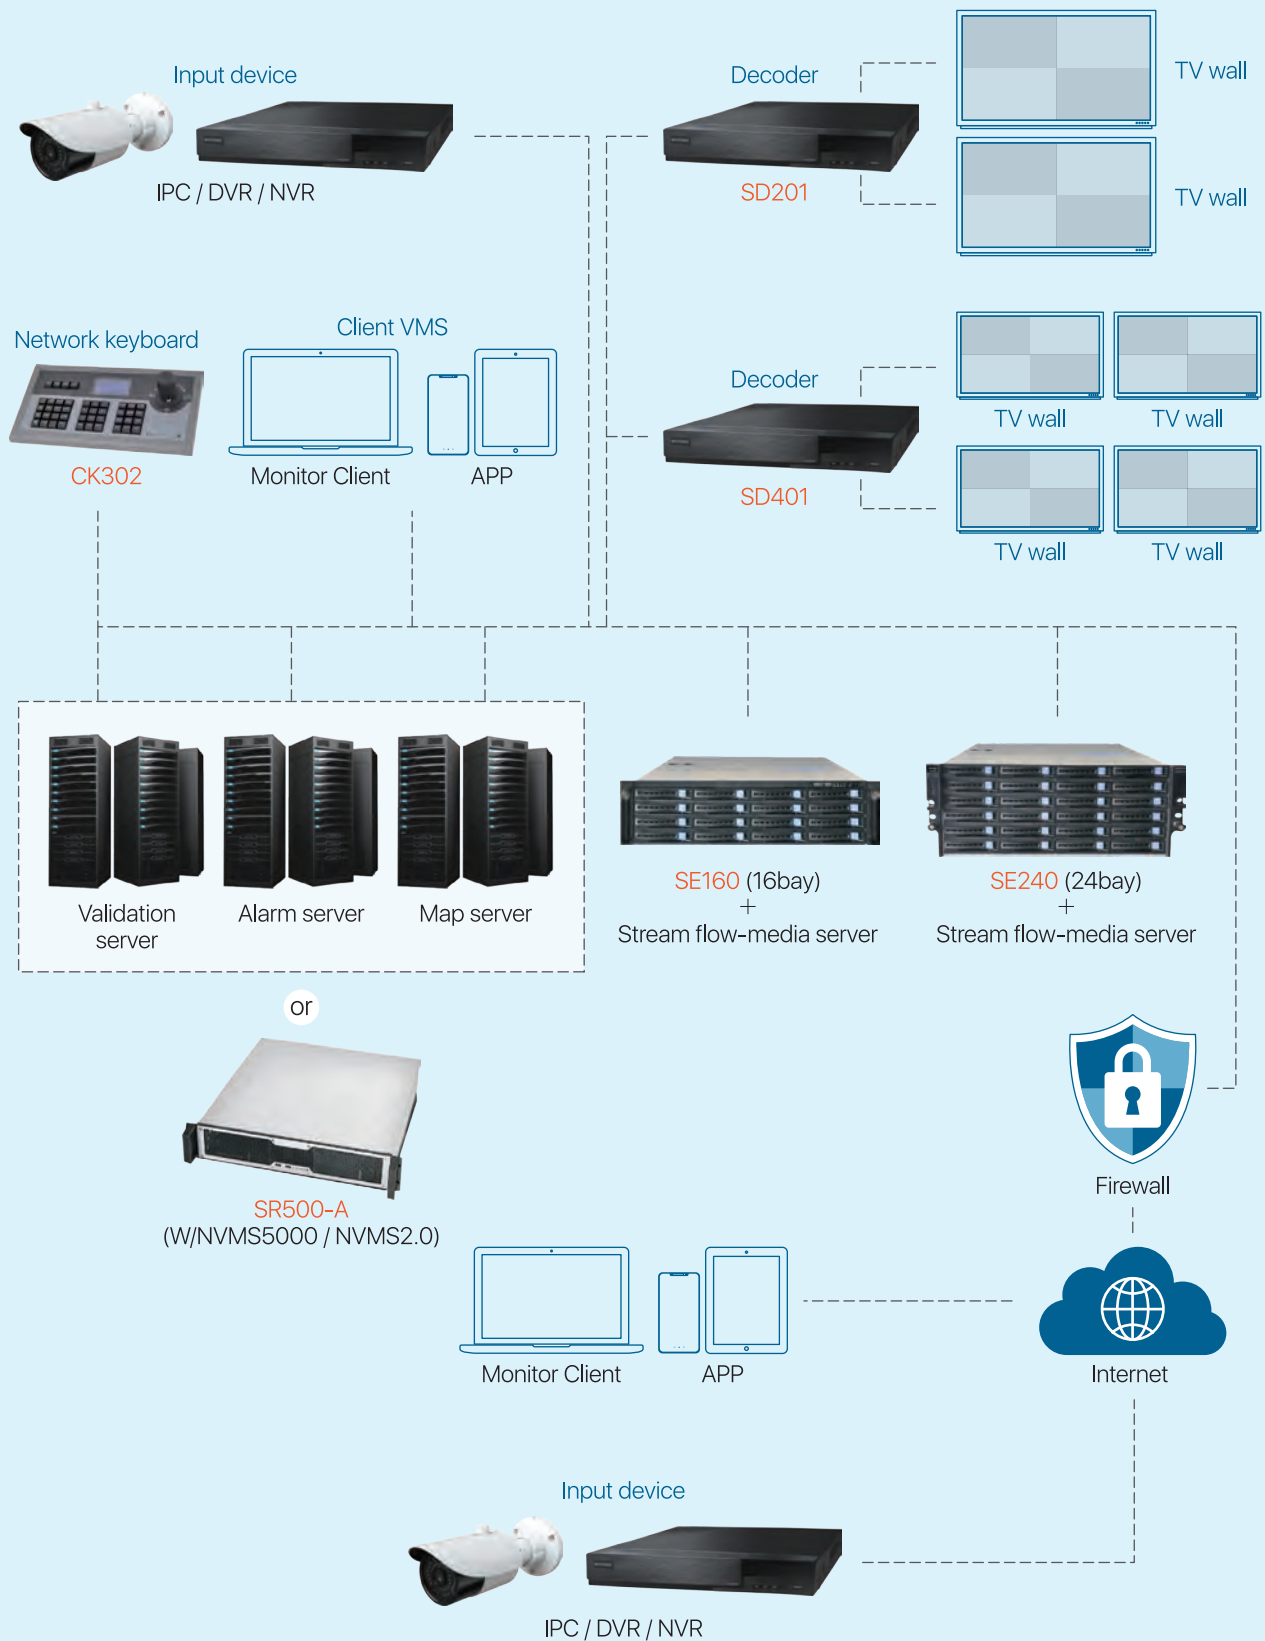 Input device
IPC / DVR / NVR
Decoder
SD201
TV wall
TV wall
Network keyboard
CK302
Client VMS
Monitor Client
APP
Decoder
SD401
TV wall
TV wall
TV wall
TV wall
Validation
server
Alarm server
Map server
SE160 (16bay)
+
Stream flow-media server
SE240 (24bay)
+
Stream flow-media server
or
SR500-A
(W/NVMS5000 / NVMS2.0)
Firewall
Monitor Client
APP
Internet
Input device
IPC / DVR / NVR